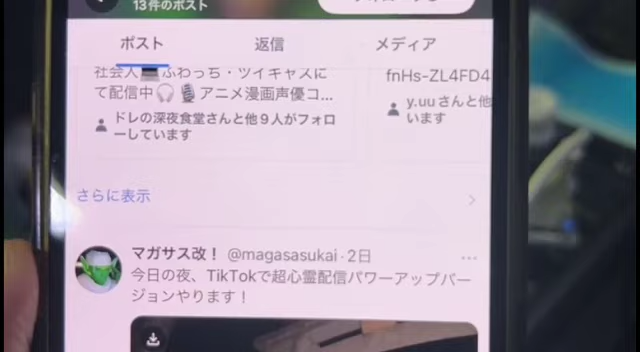 13件のポスト
ポスト
返信
メディア
社会人💻ふわっち・ツイキャスに
て配信中🎧🎙アニメ漫画声優コ...
ドレの深夜食堂さんと他9人がフォロ
ーしています
fnHs-ZL4FD4
y.uuさんと他
います
さらに表示
マガサス改！ @magasasukai·2日
今日の夜、TikTokで超心霊配信パワーアップバー
ジョンやります！